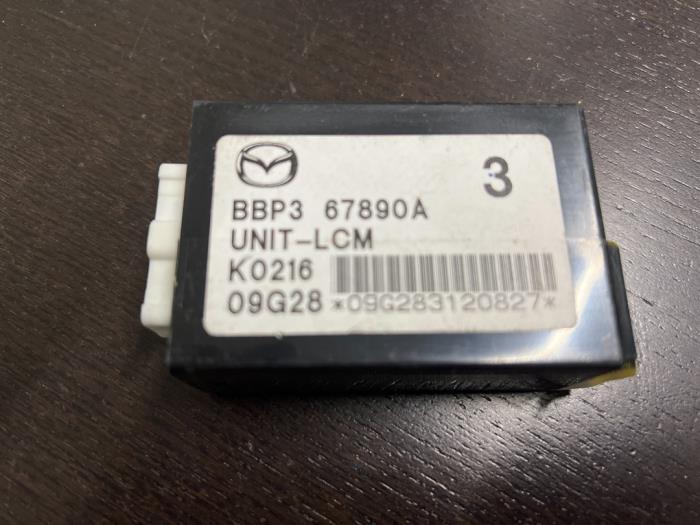 3
BBP3 67890A
UNIT-LCM
K0216
09G28 *09G283120827*